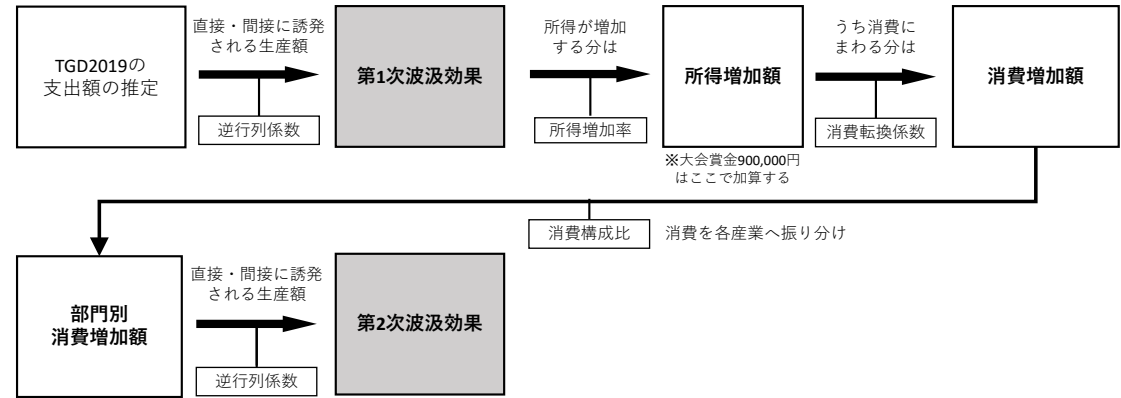 TGD2019の
支出額の推定
直接・間接に誘発
される生産額
逆行列係数
第1次波及効果
所得が増加
する分は
所得増加率
所得増加額
※大会賞金900,000円
はここで加算する
うち消費に
まわる分は
消費転換係数
消費増加額
消費構成比
消費を各産業へ振り分け
部門別
消費増加額
直接・間接に誘発
される生産額
逆行列係数
第2次波及効果